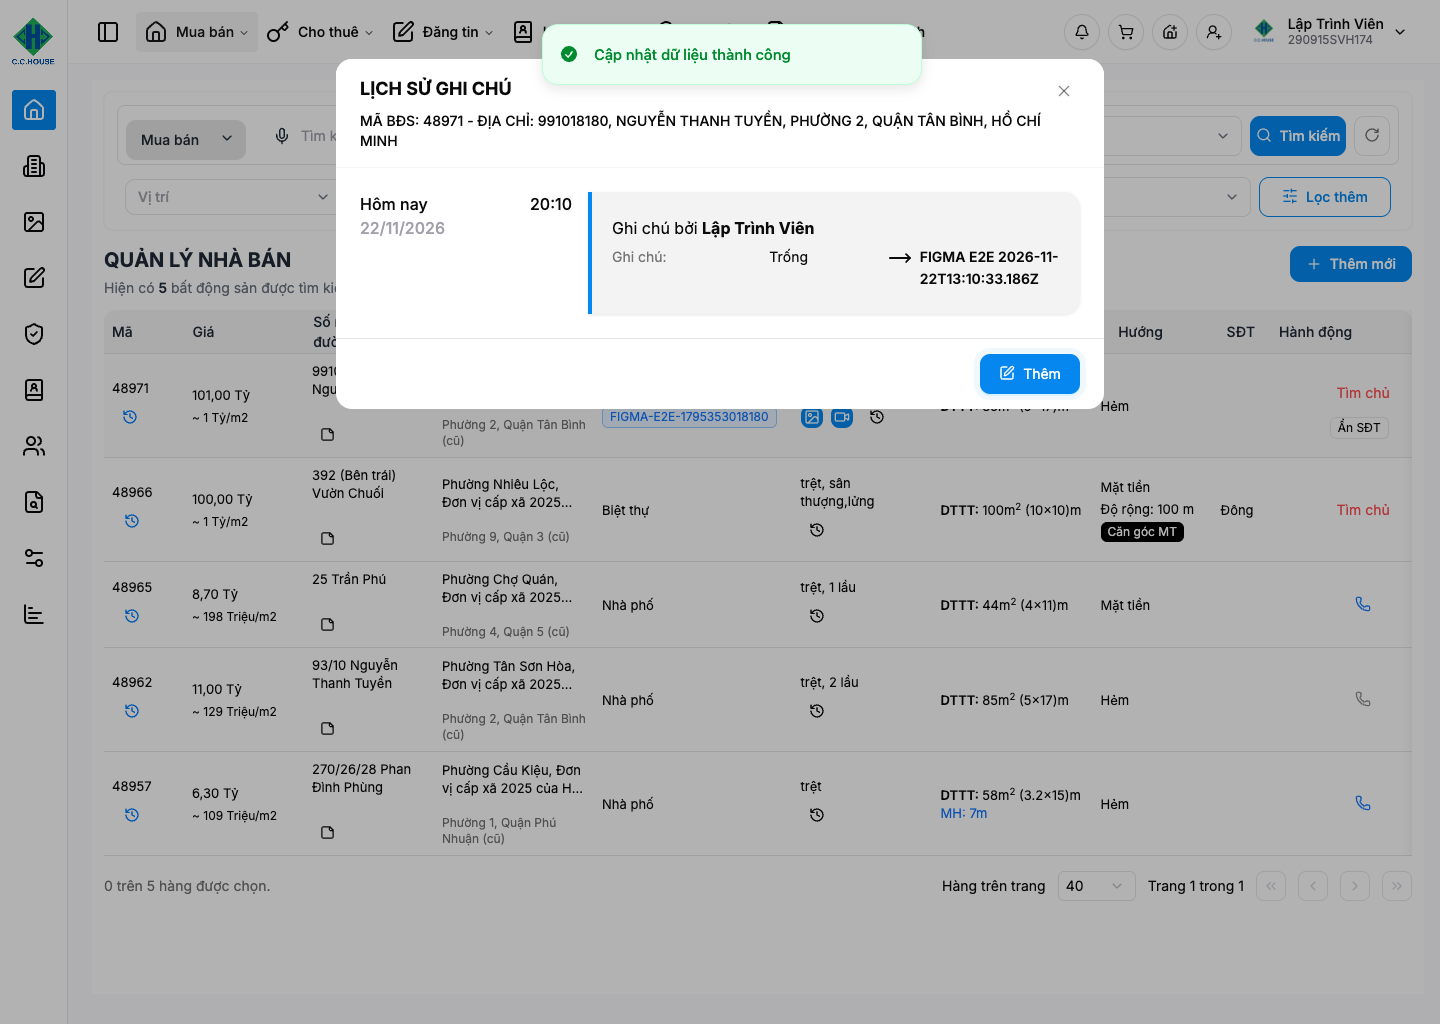 Mua bán
Cho thuê
Đăng tin
Cập nhật dữ liệu thành công
Lập Trình Viên
290915SVH174
C.C.HOUSE
LỊCH SỬ GHI CHÚ
MÃ BĐS: 48971 - ĐỊA CHỈ: 991018180, NGUYỄN THANH TUYỀN, PHƯỜNG 2, QUẬN TÂN BÌNH, HỒ CHÍ
MINH
Mua bán
Tìm k
Tìm kiếm
Vị trí
Lọc thêm
Hôm nay
20:10
22/11/2026
Ghi chú bởi Lập Trình Viên
Ghi chú:
Trống
FIGMA E2E 2026-11-
22T13:10:33.186Z
Thêm
QUẢN LÝ NHÀ BÁN
Hiện có 5 bất động sản được tìm
Thêm mới
Mã
Giá
Số
Hướng
SĐT
Hành động
48971
101,00 Tỷ
~ 1 Tỷ/m2
Phường 2, Quận Tân Bình
(cũ)
FIGMA-E2E-1795353018180
Hẻm
Tìm chủ
Ẩn SĐT
48966
100,00 Tỷ
~ 1 Tỷ/m2
392 (Bên trái)
Vườn Chuối
Phường Nhiêu Lộc,
Đơn vị cấp xã 2025...
Phường 9, Quận 3 (cũ)
Biệt thự
trệt, sân
thượng,lửng
DTTT: 100m2 (10x10)m
Mặt tiền
Độ rộng: 100 m
Căn góc MT
Đông
Tìm chủ
48965
8,70 Tỷ
~ 198 Triệu/m2
25 Trần Phú
Phường Chợ Quán,
Đơn vị cấp xã 2025...
Phường 4, Quận 5 (cũ)
Nhà phố
trệt, 1 lầu
DTTT: 44m2 (4x11)m
Mặt tiền
48962
11,00 Tỷ
~ 129 Triệu/m2
93/10 Nguyễn
Thanh Tuyền
Phường Tân Sơn Hòa,
Đơn vị cấp xã 2025...
Phường 2, Quận Tân Bình
(cũ)
Nhà phố
trệt, 2 lầu
DTTT: 85m2 (5x17)m
Hẻm
48957
6,30 Tỷ
~ 109 Triệu/m2
270/26/28 Phan
Đình Phùng
Phường Cầu Kiệu, Đơn
vị cấp xã 2025 của H...
Phường 1, Quận Phú
Nhuận (cũ)
Nhà phố
trệt
DTTT: 58m2 (3.2x15)m
MH: 7m
Hẻm
0 trên 5 hàng được chọn.
Hàng trên trang
40
Trang 1 trong 1